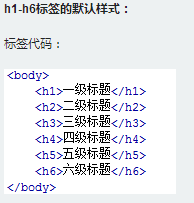 h1-h6标签的默认样式：
标签代码：
<body>
    <h1>一级标题</h1>
    <h2>二级标题</h2>
    <h3>三级标题</h3>
    <h4>四级标题</h4>
    <h5>五级标题</h5>
    <h6>六级标题</h6>
</body>